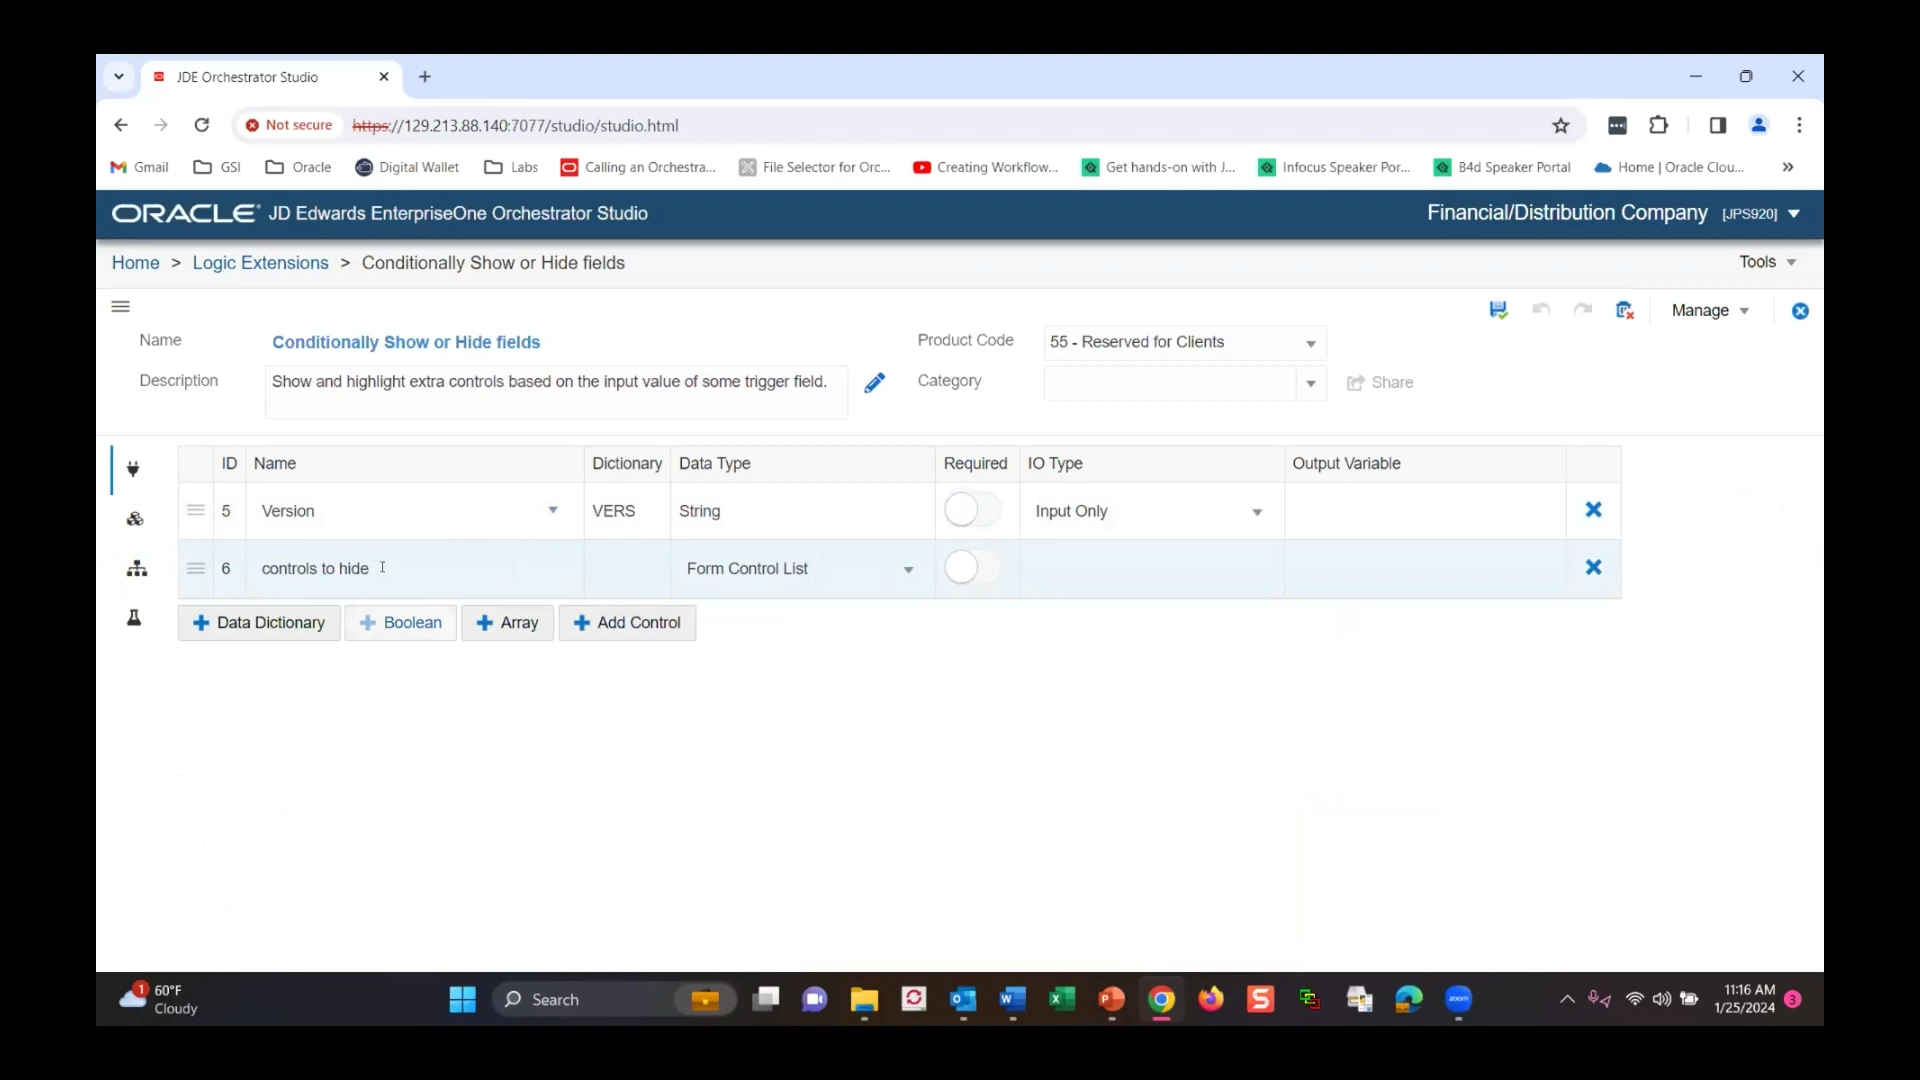 JDE Orchestrator Studio
Not secure https://129.213.88.140:7077/studio/studio.html
Gmail GSI Oracle Digital Wallet Labs Calling an Orchestra... File Selector for Orc... Creating Workflow... Get hands-on with J... Infocus Speaker Por... B4d Speaker Portal Home | Oracle Clou... »
ORACLE JD Edwards EnterpriseOne Orchestrator Studio Financial/Distribution Company [JPS920]
Home > Logic Extensions > Conditionally Show or Hide fields Tools
Manage
Name Conditionally Show or Hide fields Product Code 55 - Reserved for Clients
Description Show and highlight extra controls based on the input value of some trigger field. Category Share
ID Name Dictionary Data Type Required IO Type Output Variable
5 Version VERS String Input Only
6 controls to hide Form Control List
Data Dictionary Boolean Array Add Control
1 60°F
Cloudy
Search
zoom
11:16 AM
1/25/2024
3